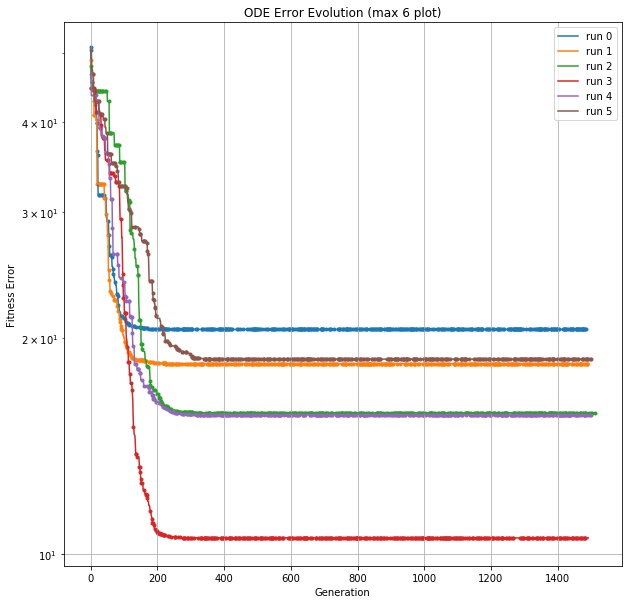 ODE Error Evolution (max 6 plot)
run 0
run 1
run 2
run 3
run 4
run 5
4 × 10¹
3 × 10¹
2 × 10¹
10¹
Fitness Error
0 200 400 600 800 1000 1200 1400
Generation